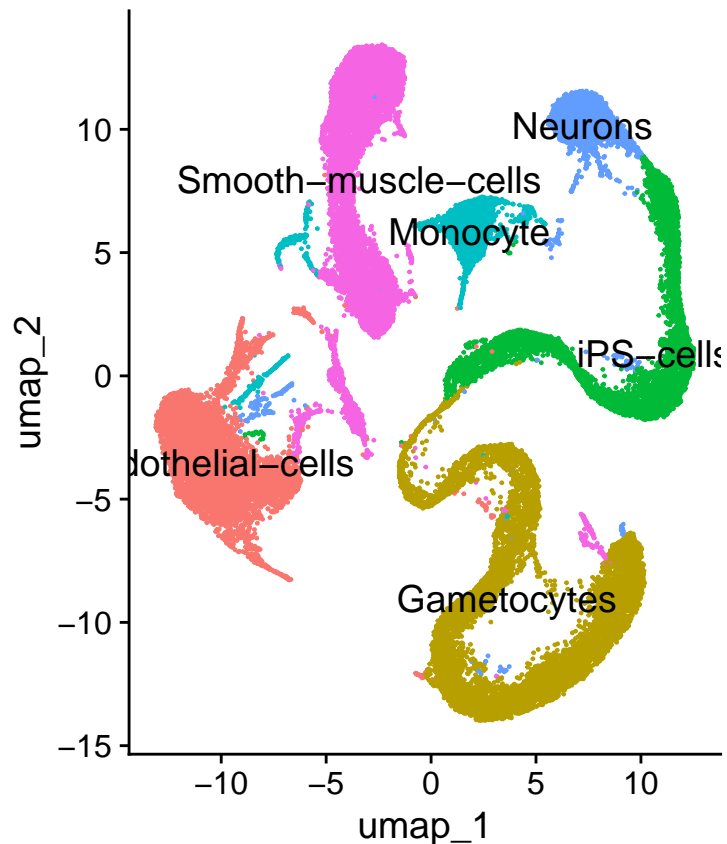 10
5
0
−5
−10
−15
umap_2
Neurons
Smooth−muscle−cells
Monocyte
iPS−cells
dothelial−cells
Gametocytes
−10
−5
0
5
10
umap_1